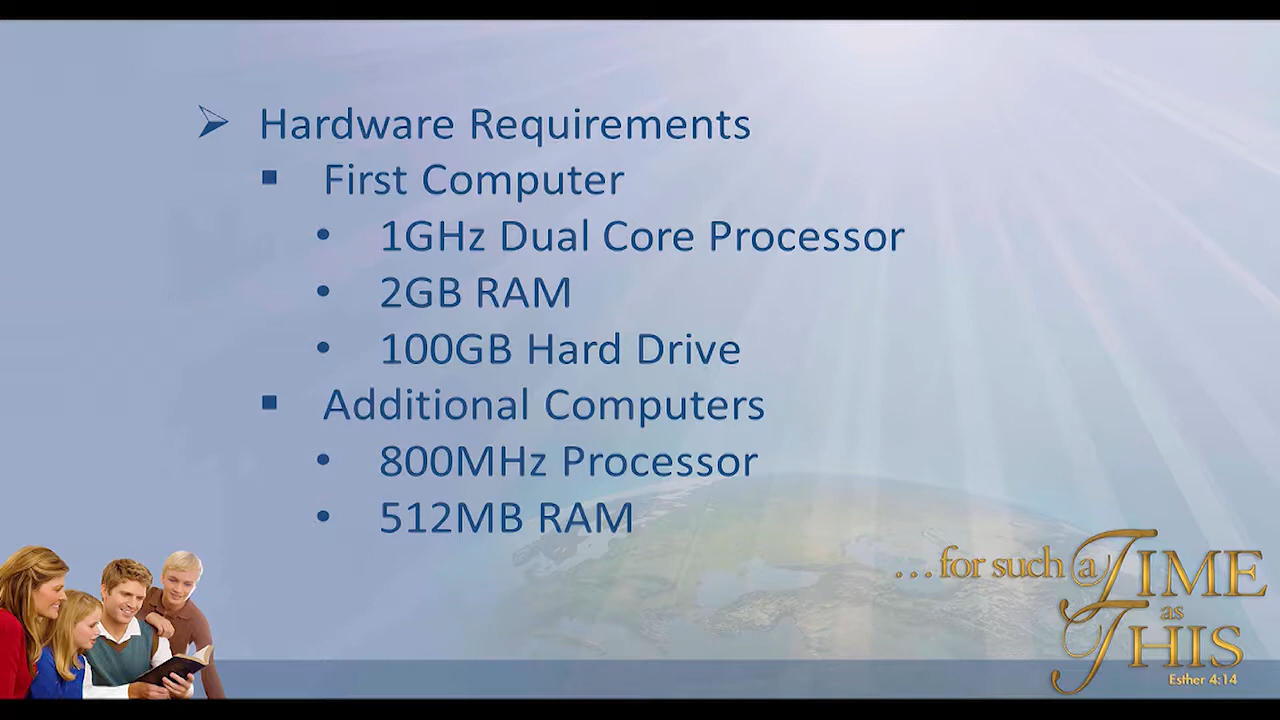 Hardware Requirements
First Computer
1GHz Dual Core Processor
2GB RAM
100GB Hard Drive
Additional Computers
800MHz Processor
512MB RAM
...for such a TIME
as
THIS
Esther 4:14